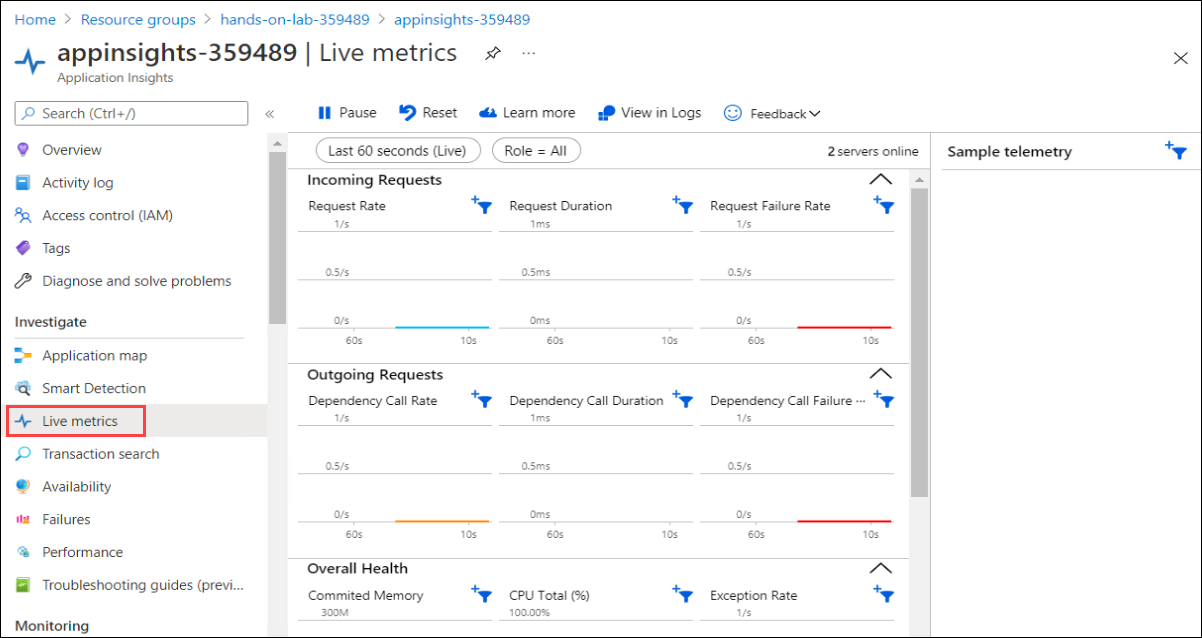 Home > Resource groups > hands-on-lab-359489 > appinsights-359489
appinsights-359489 | Live metrics
Application Insights
Search (Ctrl+/)
Overview
Activity log
Access control (IAM)
Tags
Diagnose and solve problems
Investigate
Application map
Smart Detection
Live metrics
Transaction search
Availability
Failures
Performance
Troubleshooting guides (previ...
Monitoring
Pause Reset Learn more View in Logs Feedback
Last 60 seconds (Live) Role = All 2 servers online
Incoming Requests
Request Rate Request Duration Request Failure Rate
1/s 1ms 1/s
0.5/s 0.5ms 0.5/s
0/s 0ms 0/s
60s 10s 60s 10s 60s 10s
Outgoing Requests
Dependency Call Rate Dependency Call Duration Dependency Call Failure ...
1/s 1ms 1/s
0.5/s 0.5ms 0.5/s
0/s 0ms 0/s
60s 10s 60s 10s 60s 10s
Overall Health
Commited Memory CPU Total (%) Exception Rate
300M 100.00% 1/s
Sample telemetry